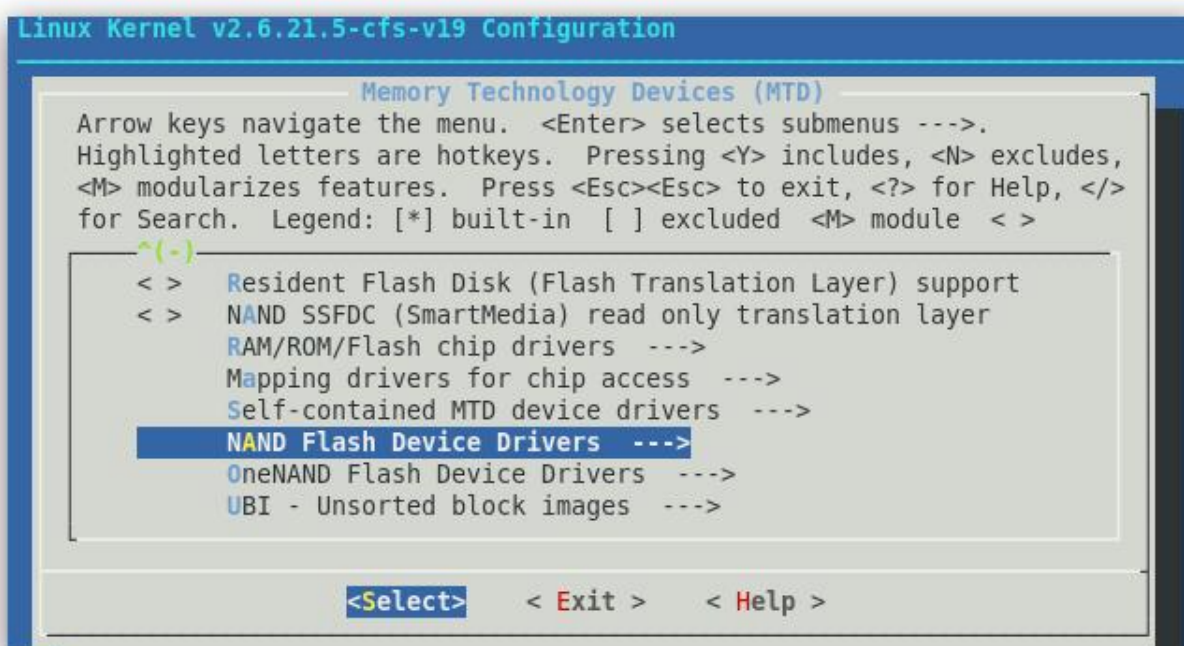 Linux Kernel v2.6.21.5-cfs-v19 Configuration
Memory Technology Devices (MTD)
Arrow keys navigate the menu.  <Enter> selects submenus --->.
Highlighted letters are hotkeys.  Pressing <Y> includes, <N> excludes,
<M> modularizes features.  Press <Esc><Esc> to exit, <?> for Help, </>
for Search.  Legend: [*] built-in  [ ] excluded  <M> module  < >
^(-)
< >   Resident Flash Disk (Flash Translation Layer) support
< >   NAND SSFDC (SmartMedia) read only translation layer
RAM/ROM/Flash chip drivers  --->
Mapping drivers for chip access  --->
Self-contained MTD device drivers  --->
NAND Flash Device Drivers  --->
OneNAND Flash Device Drivers  --->
UBI - Unsorted block images  --->
<Select>    < Exit >    < Help >